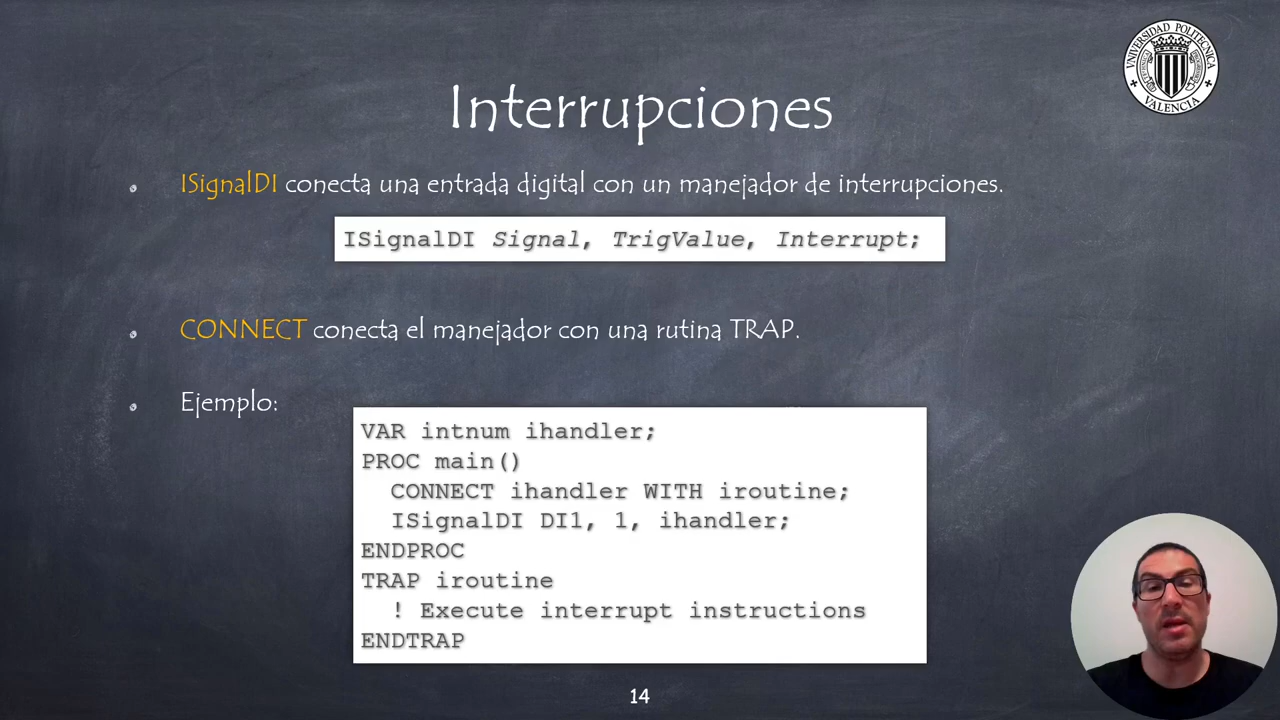 UNIVERSIDAD POLITECNICA
VALENCIA
Interrupciones
ISignalDI conecta una entrada digital con un manejador de interrupciones.
ISignalDI Signal, TrigValue, Interrupt;
CONNECT conecta el manejador con una rutina TRAP.
Ejemplo:
VAR intnum ihandler;
PROC main()
CONNECT ihandler WITH iroutine;
ISignalDI DI1, 1, ihandler;
ENDPROC
TRAP iroutine
! Execute interrupt instructions
ENDTRAP
14